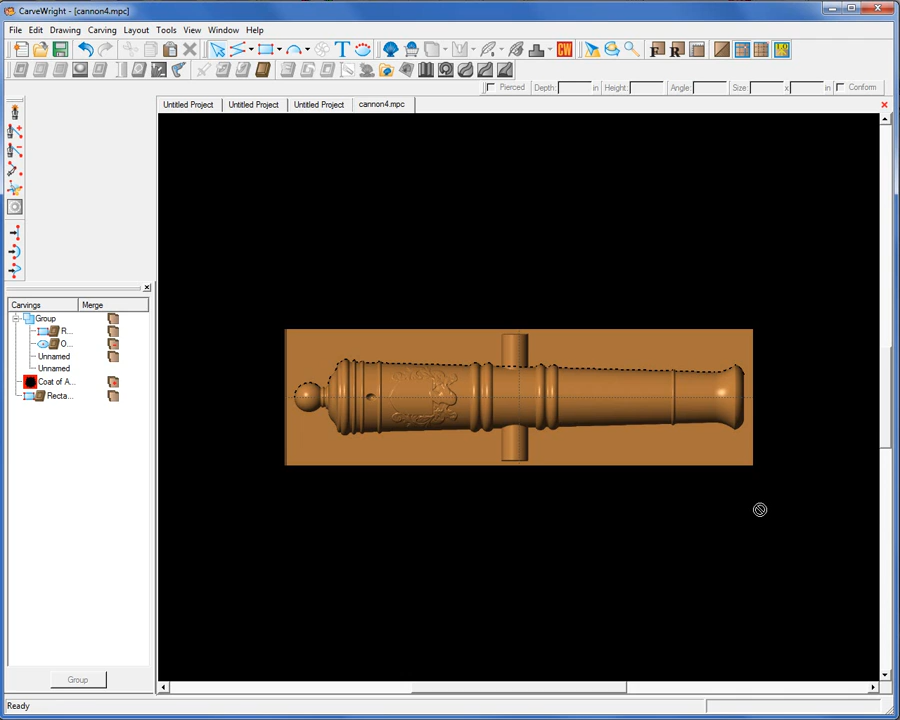 CarveWright - [cannon4.mpc]
File Edit Drawing Carving Layout Tools View Window Help
T CW F R
Pierced Depth: in Height: in Angle: Size x in Conform
Untitled Project Untitled Project Untitled Project cannon4.mpc
Carvings Merge
Group
R...
O...
Unnamed
Unnamed
Coat of A...
Recta...
Group
Ready